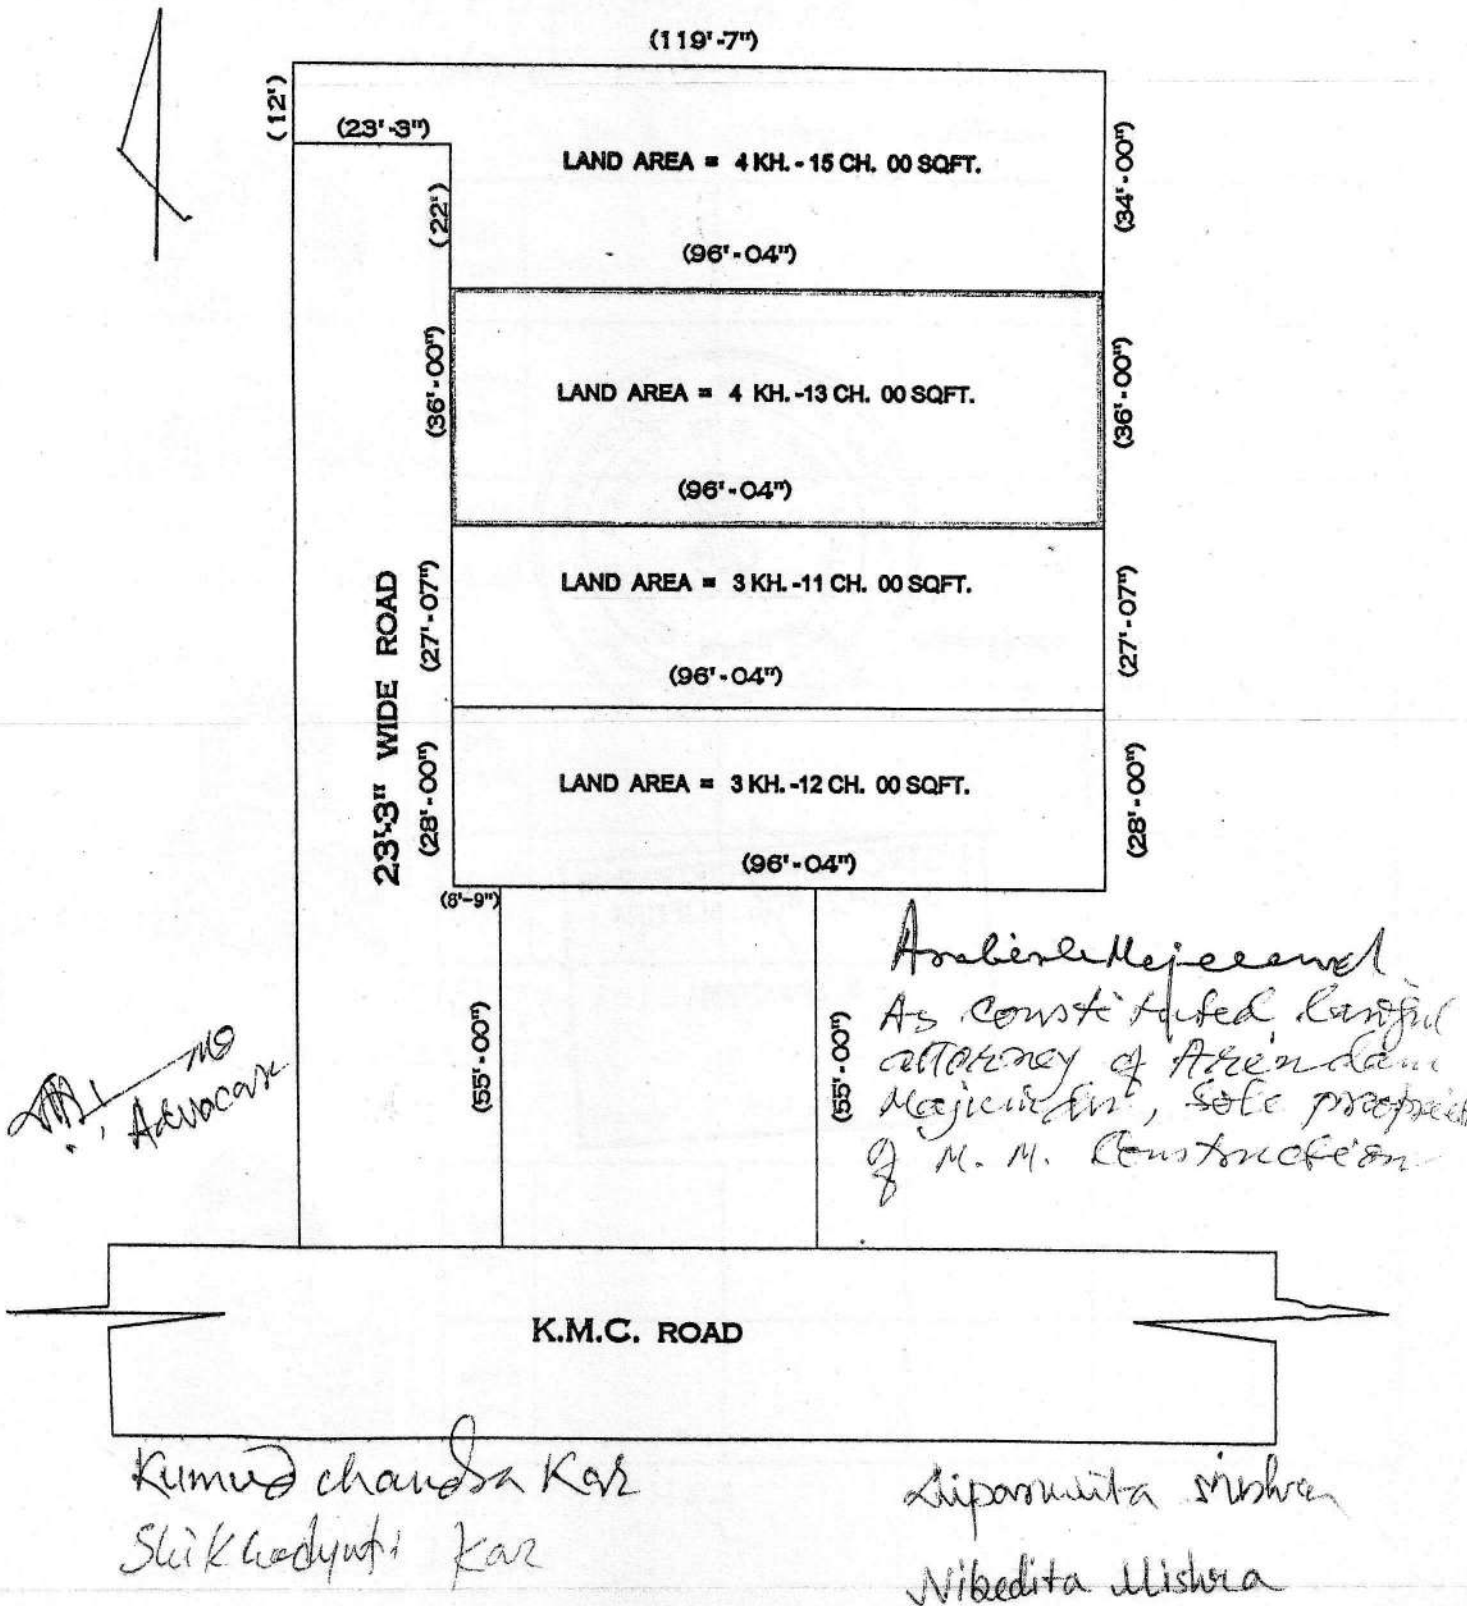 (119'-7")
(12')
(23'-3")
LAND AREA = 4 KH. - 15 CH. 00 SQFT.
(34'-00")
(22')
(96'-04")
(36'-00")
LAND AREA = 4 KH. -13 CH. 00 SQFT.
(36'-00")
(96'-04")
23'-3" WIDE ROAD
(27'-07")
LAND AREA = 3 KH. -11 CH. 00 SQFT.
(27'-07")
(96'-04")
(28'-00")
LAND AREA = 3 KH. -12 CH. 00 SQFT.
(28'-00")
(96'-04")
(8'-9")
(55'-00")
(55'-00")
As constituted lawful
attorney of Arindam
Majumdar, sole
of M. M. Construction
Advocate
K.M.C. ROAD
Kumud chandra Kar
Shikhadyuti Kar
Mishra
Nibedita Mishra